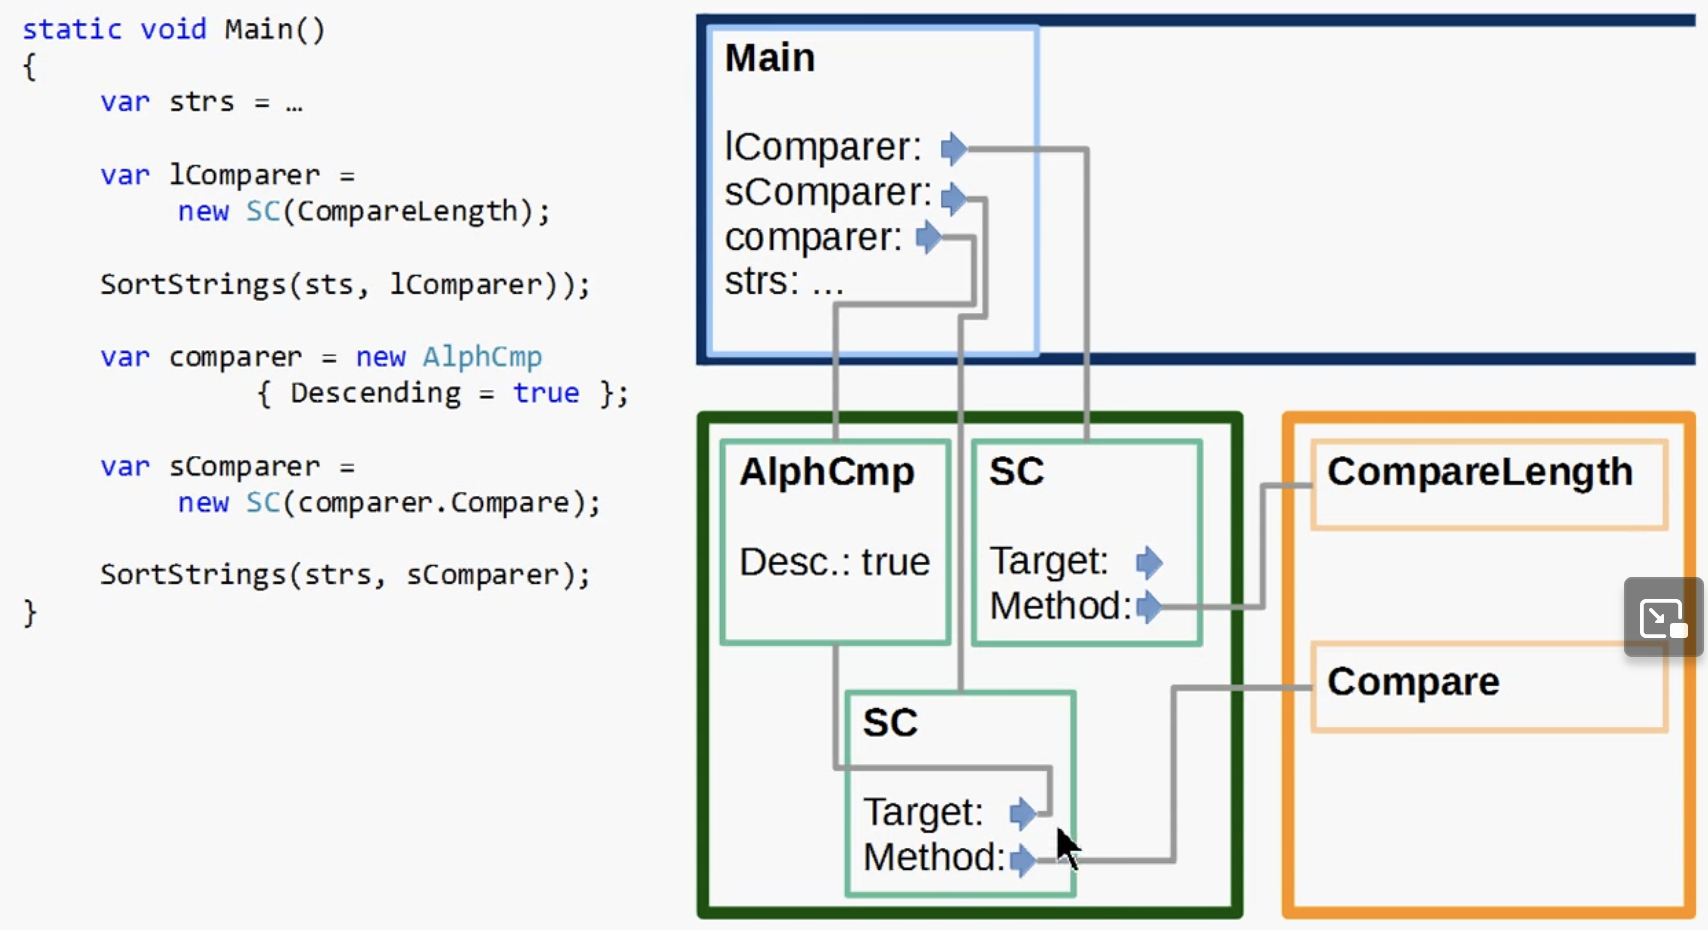 static void Main()
{
var strs = …
var lComparer =
new SC(CompareLength);
SortStrings(sts, lComparer));
var comparer = new AlphCmp
{ Descending = true };
var sComparer =
new SC(comparer.Compare);
SortStrings(strs, sComparer);
}
Main
lComparer:
sComparer:
comparer:
strs: ...
AlphCmp
Desc.: true
SC
Target:
Method:
SC
Target:
Method:
CompareLength
Compare